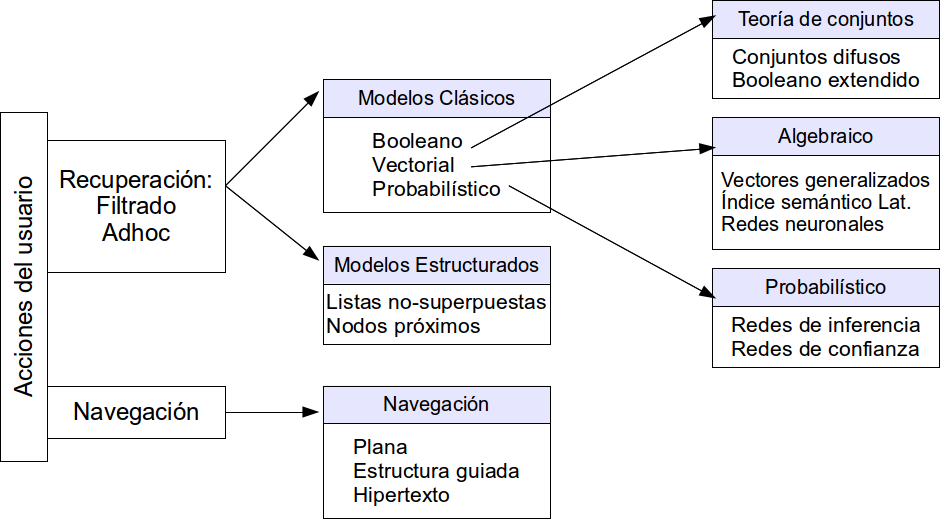 Acciones del usuario
Recuperación:
Filtrado
Adhoc
Navegación
Modelos Clásicos
Booleano
Vectorial
Probabilístico
Modelos Estructurados
Listas no-superpuestas
Nodos próximos
Navegación
Plana
Estructura guiada
Hipertexto
Teoría de conjuntos
Conjuntos difusos
Booleano extendido
Algebraico
Vectores generalizados
Índice semántico Lat.
Redes neuronales
Probabilístico
Redes de inferencia
Redes de confianza